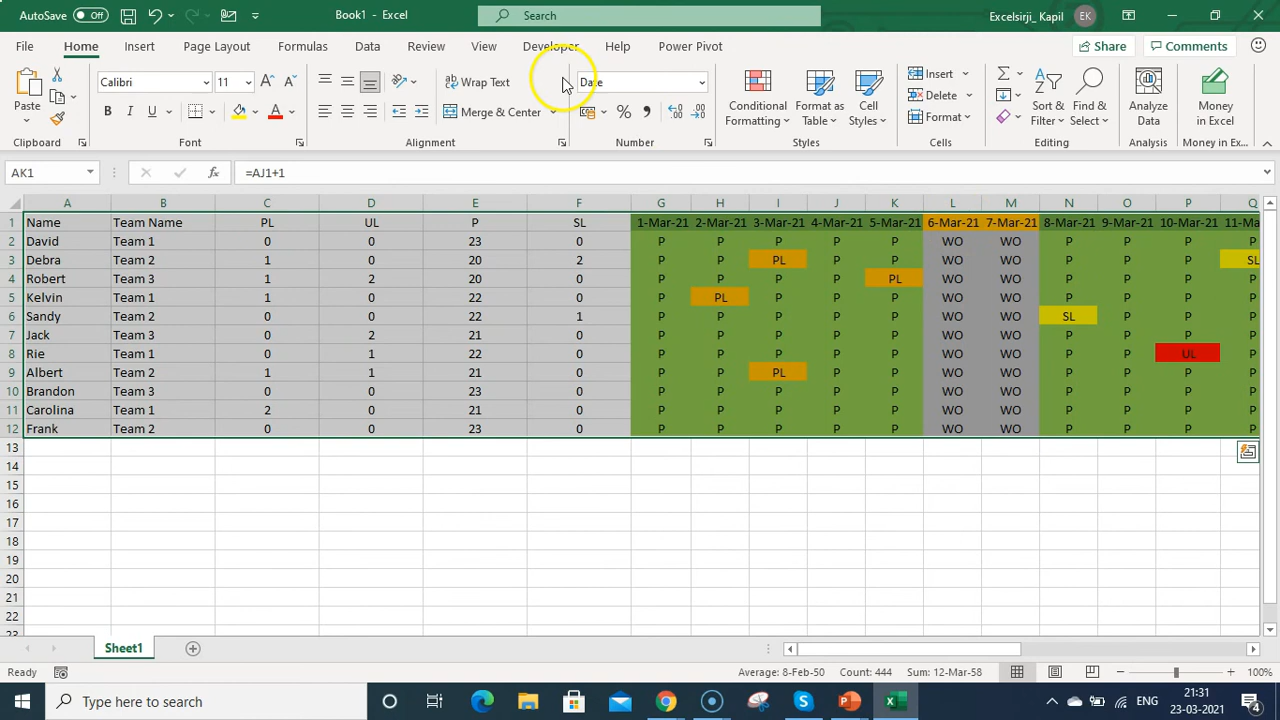 AutoSave Off Book1 - Excel Search Excelsirji_Kapil EK
File Home Insert Page Layout Formulas Data Review View Developer Help Power Pivot Share Comments
Paste Calibri 11 B I U Wrap Text Merge & Center Date % Conditional Formatting Format as Table Cell Styles Insert Delete Format Sort & Filter Find & Select Analyze Data Money in Excel
Clipboard Font Alignment Number Styles Cells Editing Analysis Money in Ex...
AK1 fx =AJ1+1
A B C D E F G H I J K L M N O P Q
1 Name Team Name PL UL P SL 1-Mar-21 2-Mar-21 3-Mar-21 4-Mar-21 5-Mar-21 6-Mar-21 7-Mar-21 8-Mar-21 9-Mar-21 10-Mar-21 11-Ma
2 David Team 1 0 0 23 0 P P P P P WO WO P P P P
3 Debra Team 2 1 0 20 2 P P PL P P WO WO P P P SL
4 Robert Team 3 1 2 20 0 P P P P PL WO WO P P P P
5 Kelvin Team 1 1 0 22 0 P PL P P P WO WO P P P P
6 Sandy Team 2 0 0 22 1 P P P P P WO WO SL P P P
7 Jack Team 3 0 2 21 0 P P P P P WO WO P P P P
8 Rie Team 1 0 1 22 0 P P P P P WO WO P P UL P
9 Albert Team 2 1 1 21 0 P P PL P P WO WO P P P P
10 Brandon Team 3 0 0 23 0 P P P P P WO WO P P P P
11 Carolina Team 1 2 0 21 0 P P P P P WO WO P P P P
12 Frank Team 2 0 0 23 0 P P P P P WO WO P P P P
13
14
15
16
17
18
19
20
21
22
23
Sheet1
Ready Average: 8-Feb-50 Count: 444 Sum: 12-Mar-58 100%
Type here to search ENG 21:31
23-03-2021